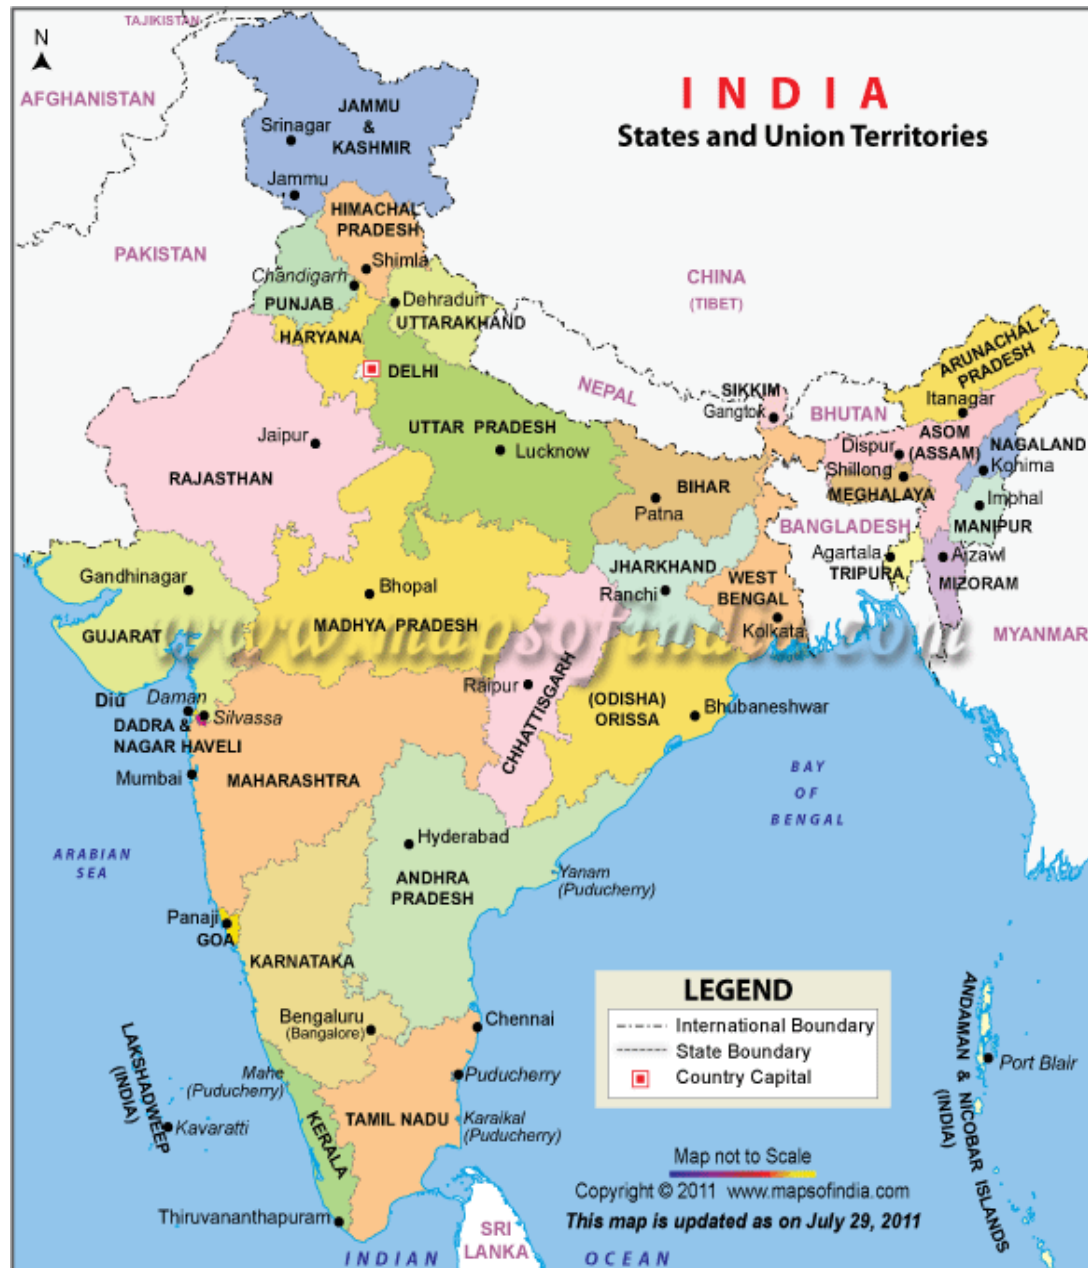 TAJIKISTAN
N
AFGHANISTAN
INDIA
States and Union Territories
JAMMU
&
KASHMIR
Srinagar
Jammu
HIMACHAL
PRADESH
PAKISTAN
Shimla
Chandigarh
PUNJAB
CHINA
(TIBET)
Dehradun
UTTARAKHAND
HARYANA
DELHI
ARUNACHAL
PRADESH
NEPAL
SIKKIM
Gangtok
BHUTAN
Itanagar
UTTAR PRADESH
Jaipur
Lucknow
Dispur
ASOM
(ASSAM)
NAGALAND
Kohima
RAJASTHAN
Shillong
MEGHALAYA
BIHAR
Patna
Imphal
MANIPUR
BANGLADESH
Agartala
TRIPURA
Aizawl
MIZORAM
JHARKHAND
Ranchi
WEST
BENGAL
Kolkata
Gandhinagar
GUJARAT
Bhopal
MADHYA PRADESH
www.mapsofindia.com
MYANMAR
Raipur
CHHATTISGARH
(ODISHA)
ORISSA
Bhubaneshwar
Diu
Daman
Silvassa
DADRA &
NAGAR HAVELI
Mumbai
MAHARASHTRA
BAY
OF
BENGAL
ARABIAN
SEA
Hyderabad
ANDHRA
PRADESH
Yanam
(Puducherry)
Panaji
GOA
KARNATAKA
Bengaluru
(Bangalore)
Chennai
LEGEND
International Boundary
State Boundary
Country Capital
ANDAMAN & NICOBAR ISLANDS
(INDIA)
Port Blair
LAKSHADWEEP
(INDIA)
Kavaratti
Mahe
(Puducherry)
Puducherry
KERALA
TAMIL NADU
Karaikal
(Puducherry)
Thiruvananthapuram
Map not to Scale
Copyright © 2011 www.mapsofindia.com
This map is updated as on July 29, 2011
SRI
LANKA
INDIAN OCEAN